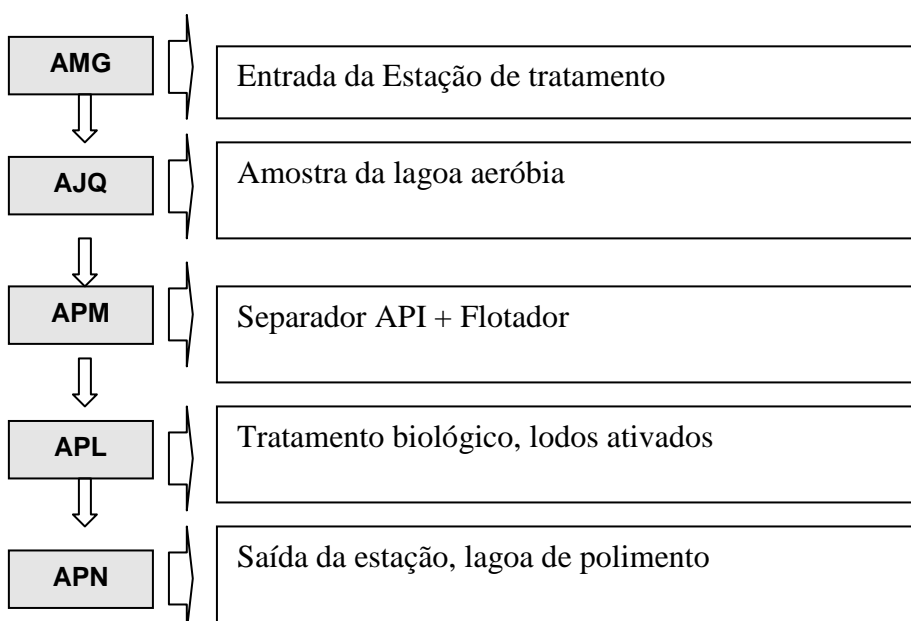 AMG
Entrada da Estação de tratamento
AJQ
Amostra da lagoa aeróbia
APM
Separador API + Flotador
APL
Tratamento biológico, lodos ativados
APN
Saída da estação, lagoa de polimento